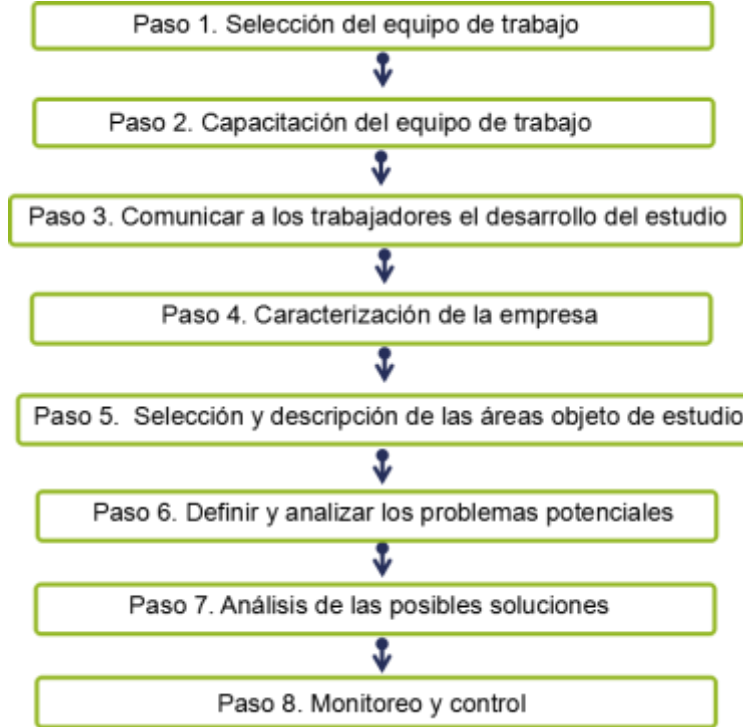 Paso 1. Selección del equipo de trabajo
Paso 2. Capacitación del equipo de trabajo
Paso 3. Comunicar a los trabajadores el desarrollo del estudio
Paso 4. Caracterización de la empresa
Paso 5. Selección y descripción de las áreas objeto de estudio
Paso 6. Definir y analizar los problemas potenciales
Paso 7. Análisis de las posibles soluciones
Paso 8. Monitoreo y control